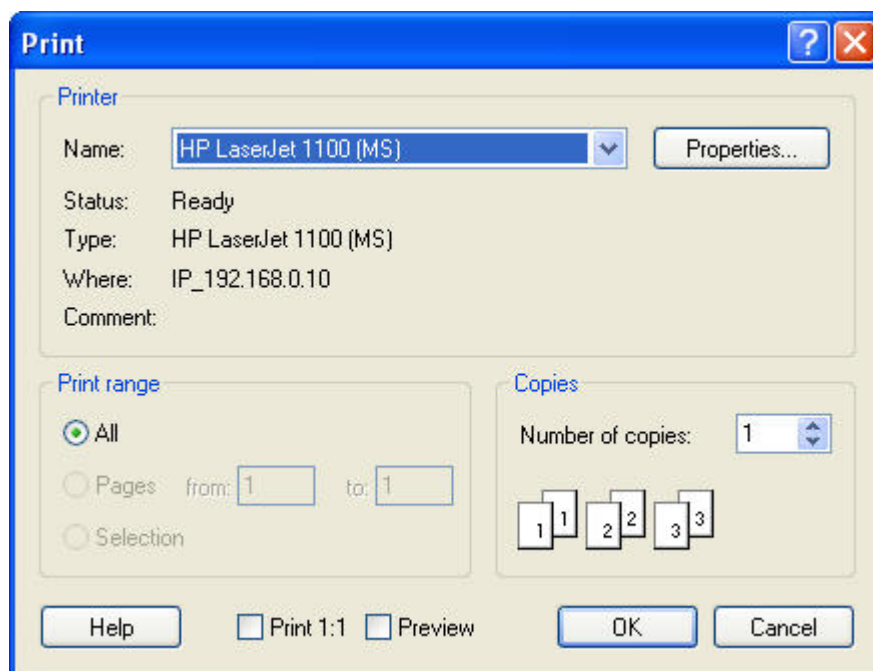 Print
Printer
Name: HP LaserJet 1100 (MS) Properties...
Status: Ready
Type: HP LaserJet 1100 (MS)
Where: IP_192.168.0.10
Comment:
Print range
All
Pages from: 1 to: 1
Selection
Copies
Number of copies: 1
1 1 2 2 3 3
Help Print 1:1 Preview OK Cancel